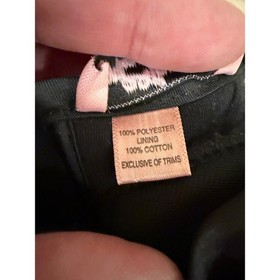 100% POLYESTER
LINING
100% COTTON
EXCLUSIVE OF TRIMS